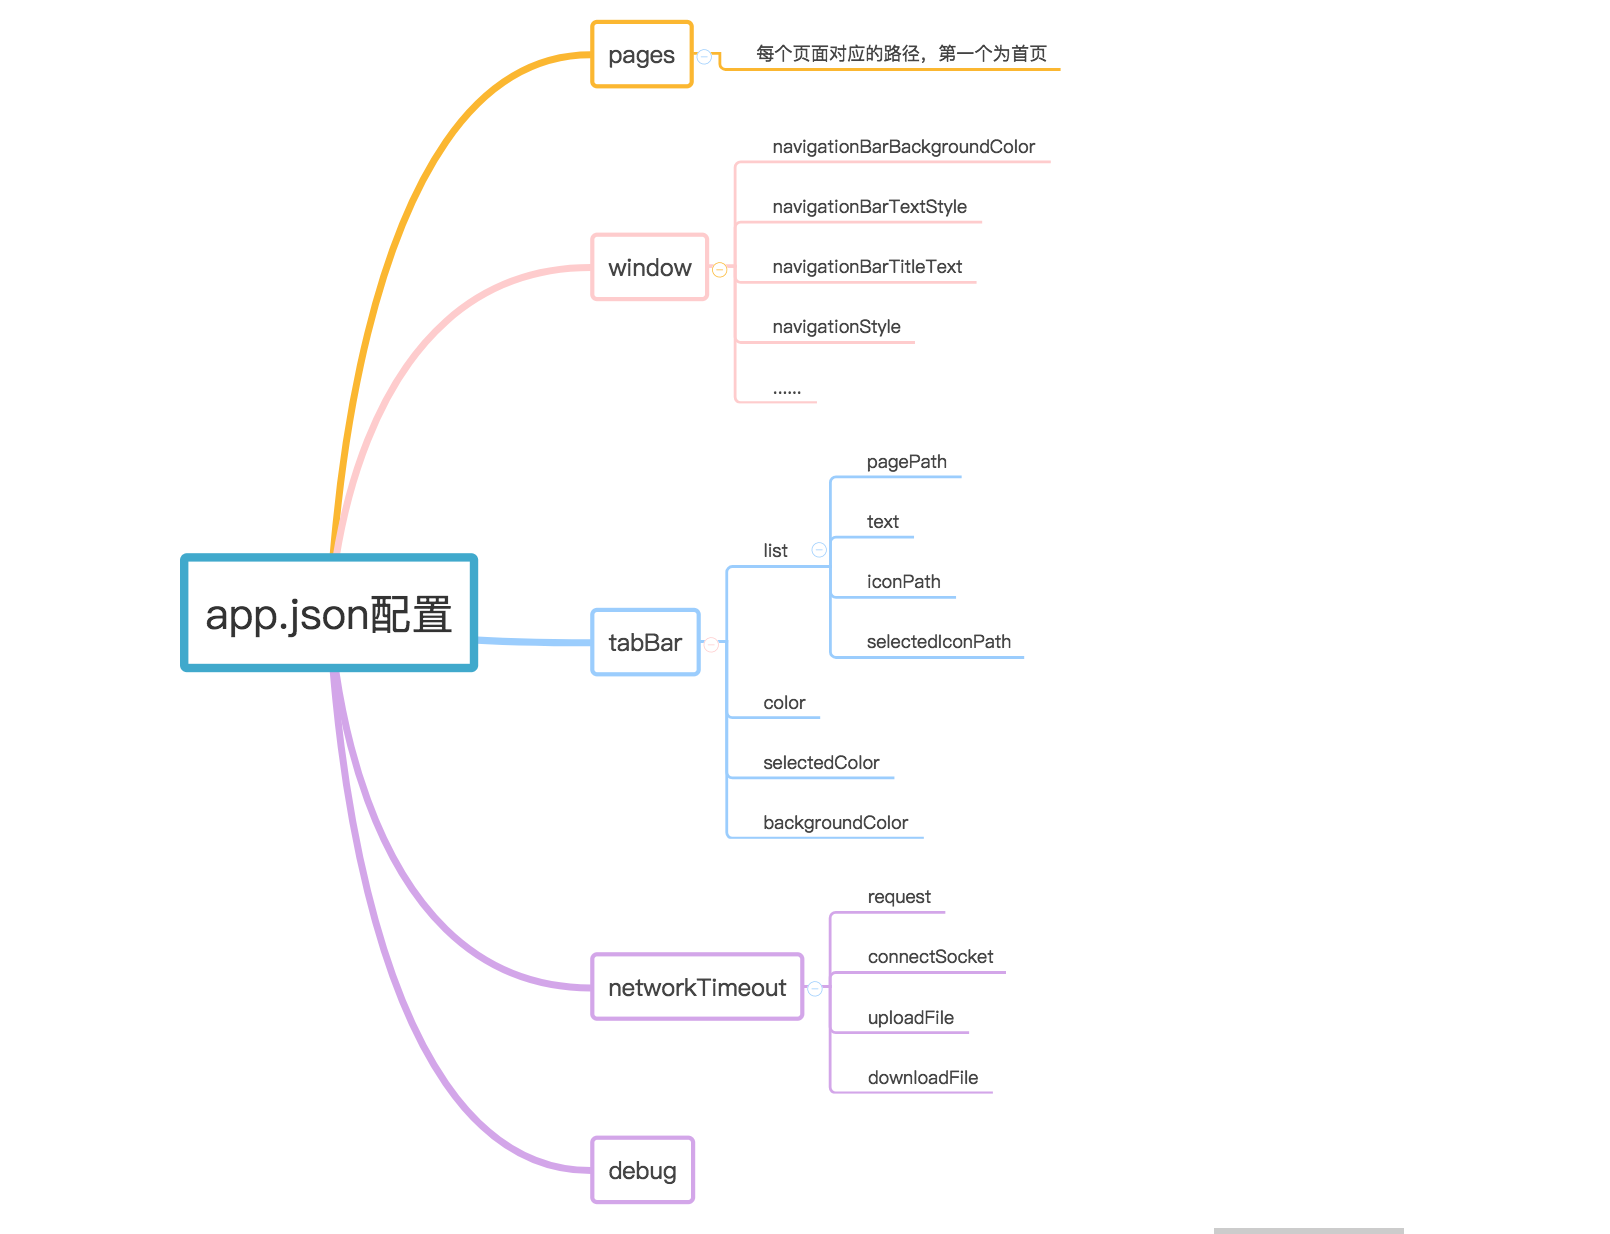 app.json配置
pages
每个页面对应的路径，第一个为首页
window
navigationBarBackgroundColor
navigationBarTextStyle
navigationBarTitleText
navigationStyle
......
tabBar
list
pagePath
text
iconPath
selectedIconPath
color
selectedColor
backgroundColor
networkTimeout
request
connectSocket
uploadFile
downloadFile
debug